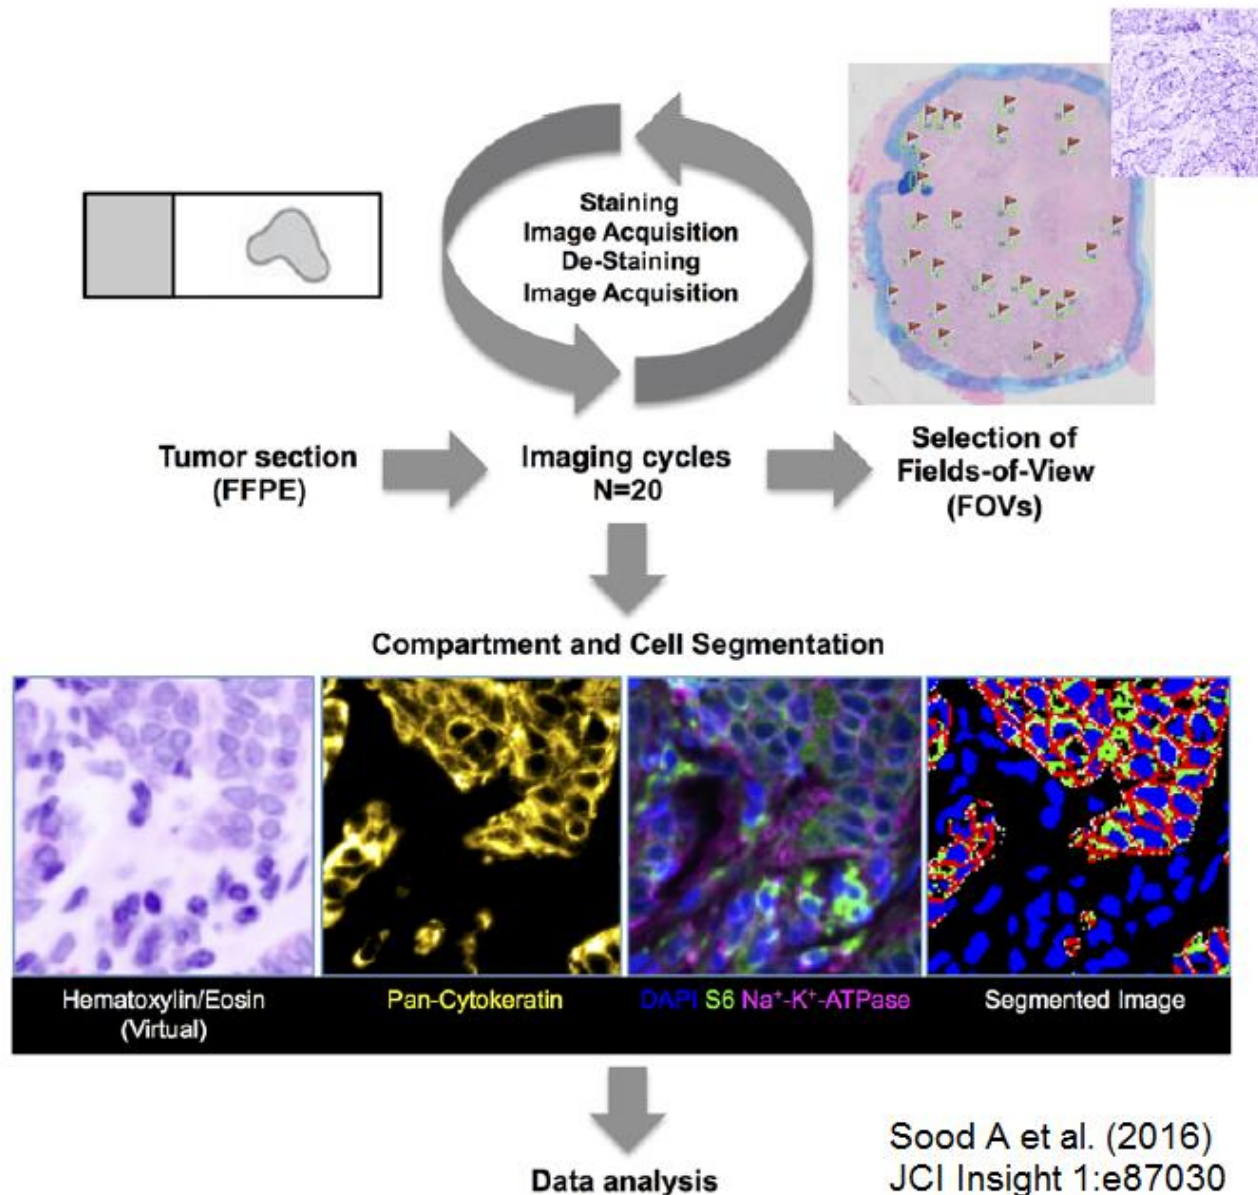 Staining
Image Acquisition
De-Staining
Image Acquisition
Tumor section
(FFPE)
Imaging cycles
N=20
Selection of
Fields-of-View
(FOVs)
Compartment and Cell Segmentation
Hematoxylin/Eosin
(Virtual)
Pan-Cytokeratin
DAPI S6 Na⁺-K⁺-ATPase
Segmented Image
Data analysis
Sood A et al. (2016)
JCI Insight 1:e87030